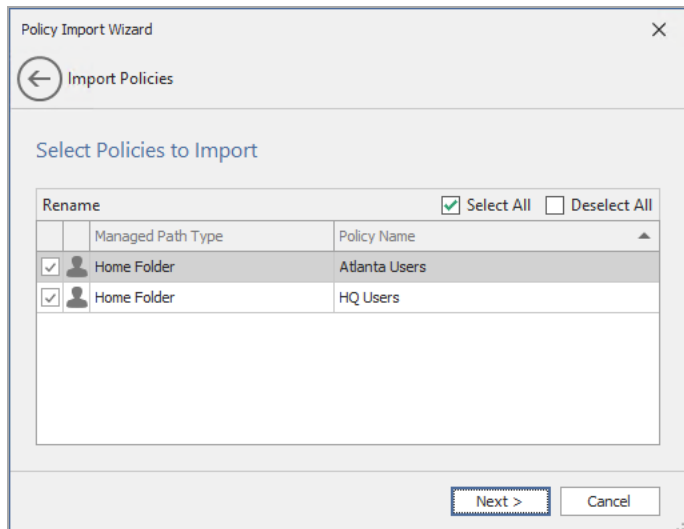 Policy Import Wizard
Import Policies
Select Policies to Import
Rename Select All Deselect All
Managed Path Type Policy Name
Home Folder Atlanta Users
Home Folder HQ Users
Next > Cancel